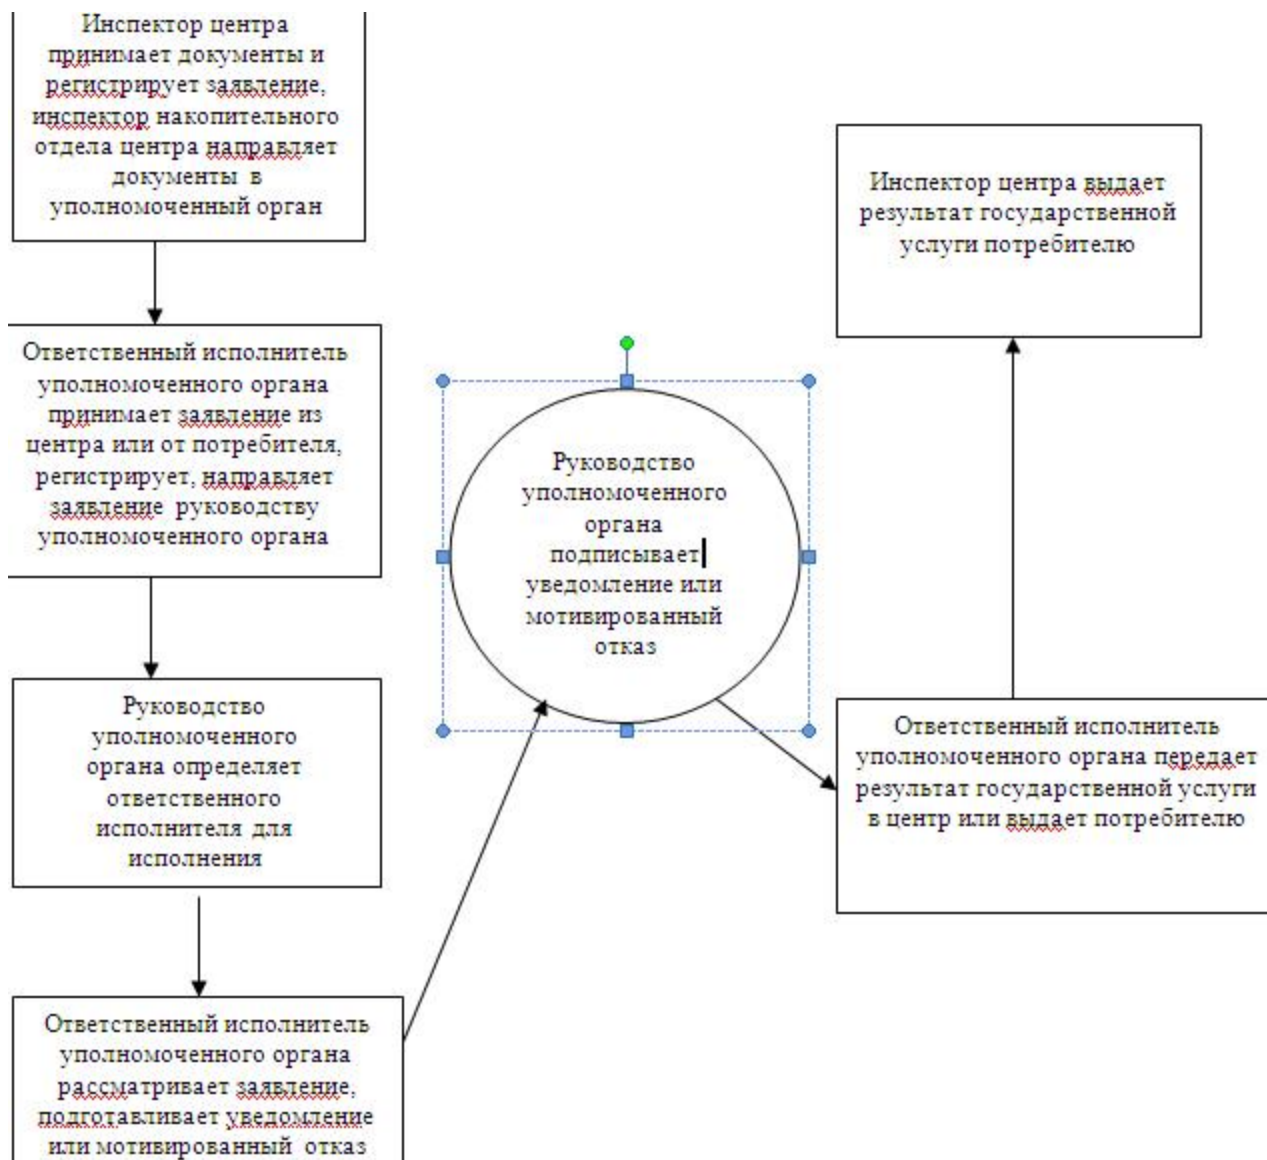 Инспектор центра
принимает документы и
регистрирует заявление,
инспектор накопительного
отдела центра направляет
документы в
уполномоченный орган
Ответственный исполнитель
уполномоченного органа
принимает заявление из
центра или от потребителя,
регистрирует, направляет
заявление руководству
уполномоченного органа
Руководство
уполномоченного
органа определяет
ответственного
исполнителя для
исполнения
Ответственный исполнитель
уполномоченного органа
рассматривает заявление,
подготавливает уведомление
или мотивированный отказ
Руководство
уполномоченного
органа
подписывает
уведомление или
мотивированный
отказ
Ответственный исполнитель
уполномоченного органа передает
результат государственной услуги
в центр или выдает потребителю
Инспектор центра выдает
результат государственной
услуги потребителю